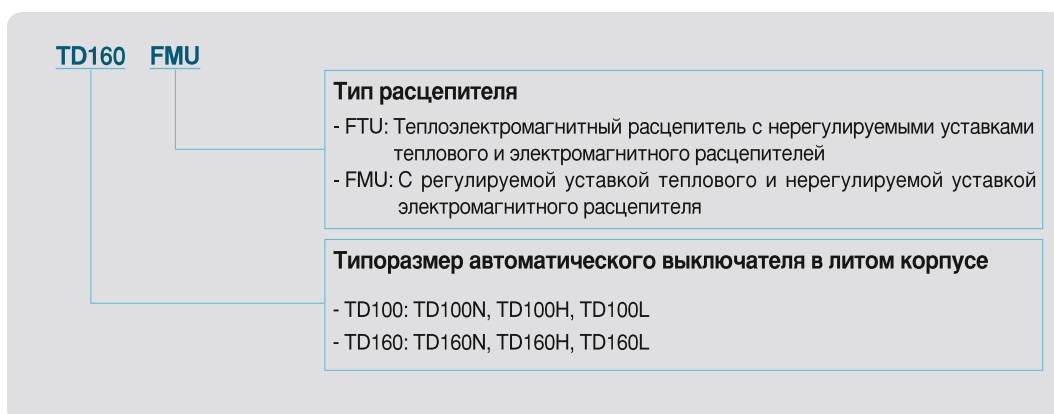 TD160 FMU
Тип расцепителя
- FTU: Теплоэлектромагнитный расцепитель с нерегулируемыми уставками
теплового и электромагнитного расцепителей
- FMU: С регулируемой уставкой теплового и нерегулируемой уставкой
электромагнитного расцепителя
Типоразмер автоматического выключателя в литом корпусе
- TD100: TD100N, TD100H, TD100L
- TD160: TD160N, TD160H, TD160L